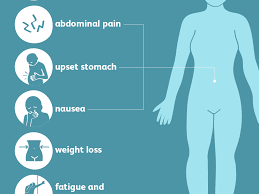 abdominal pain
upset stomach
nausea
weight loss
fatigue and